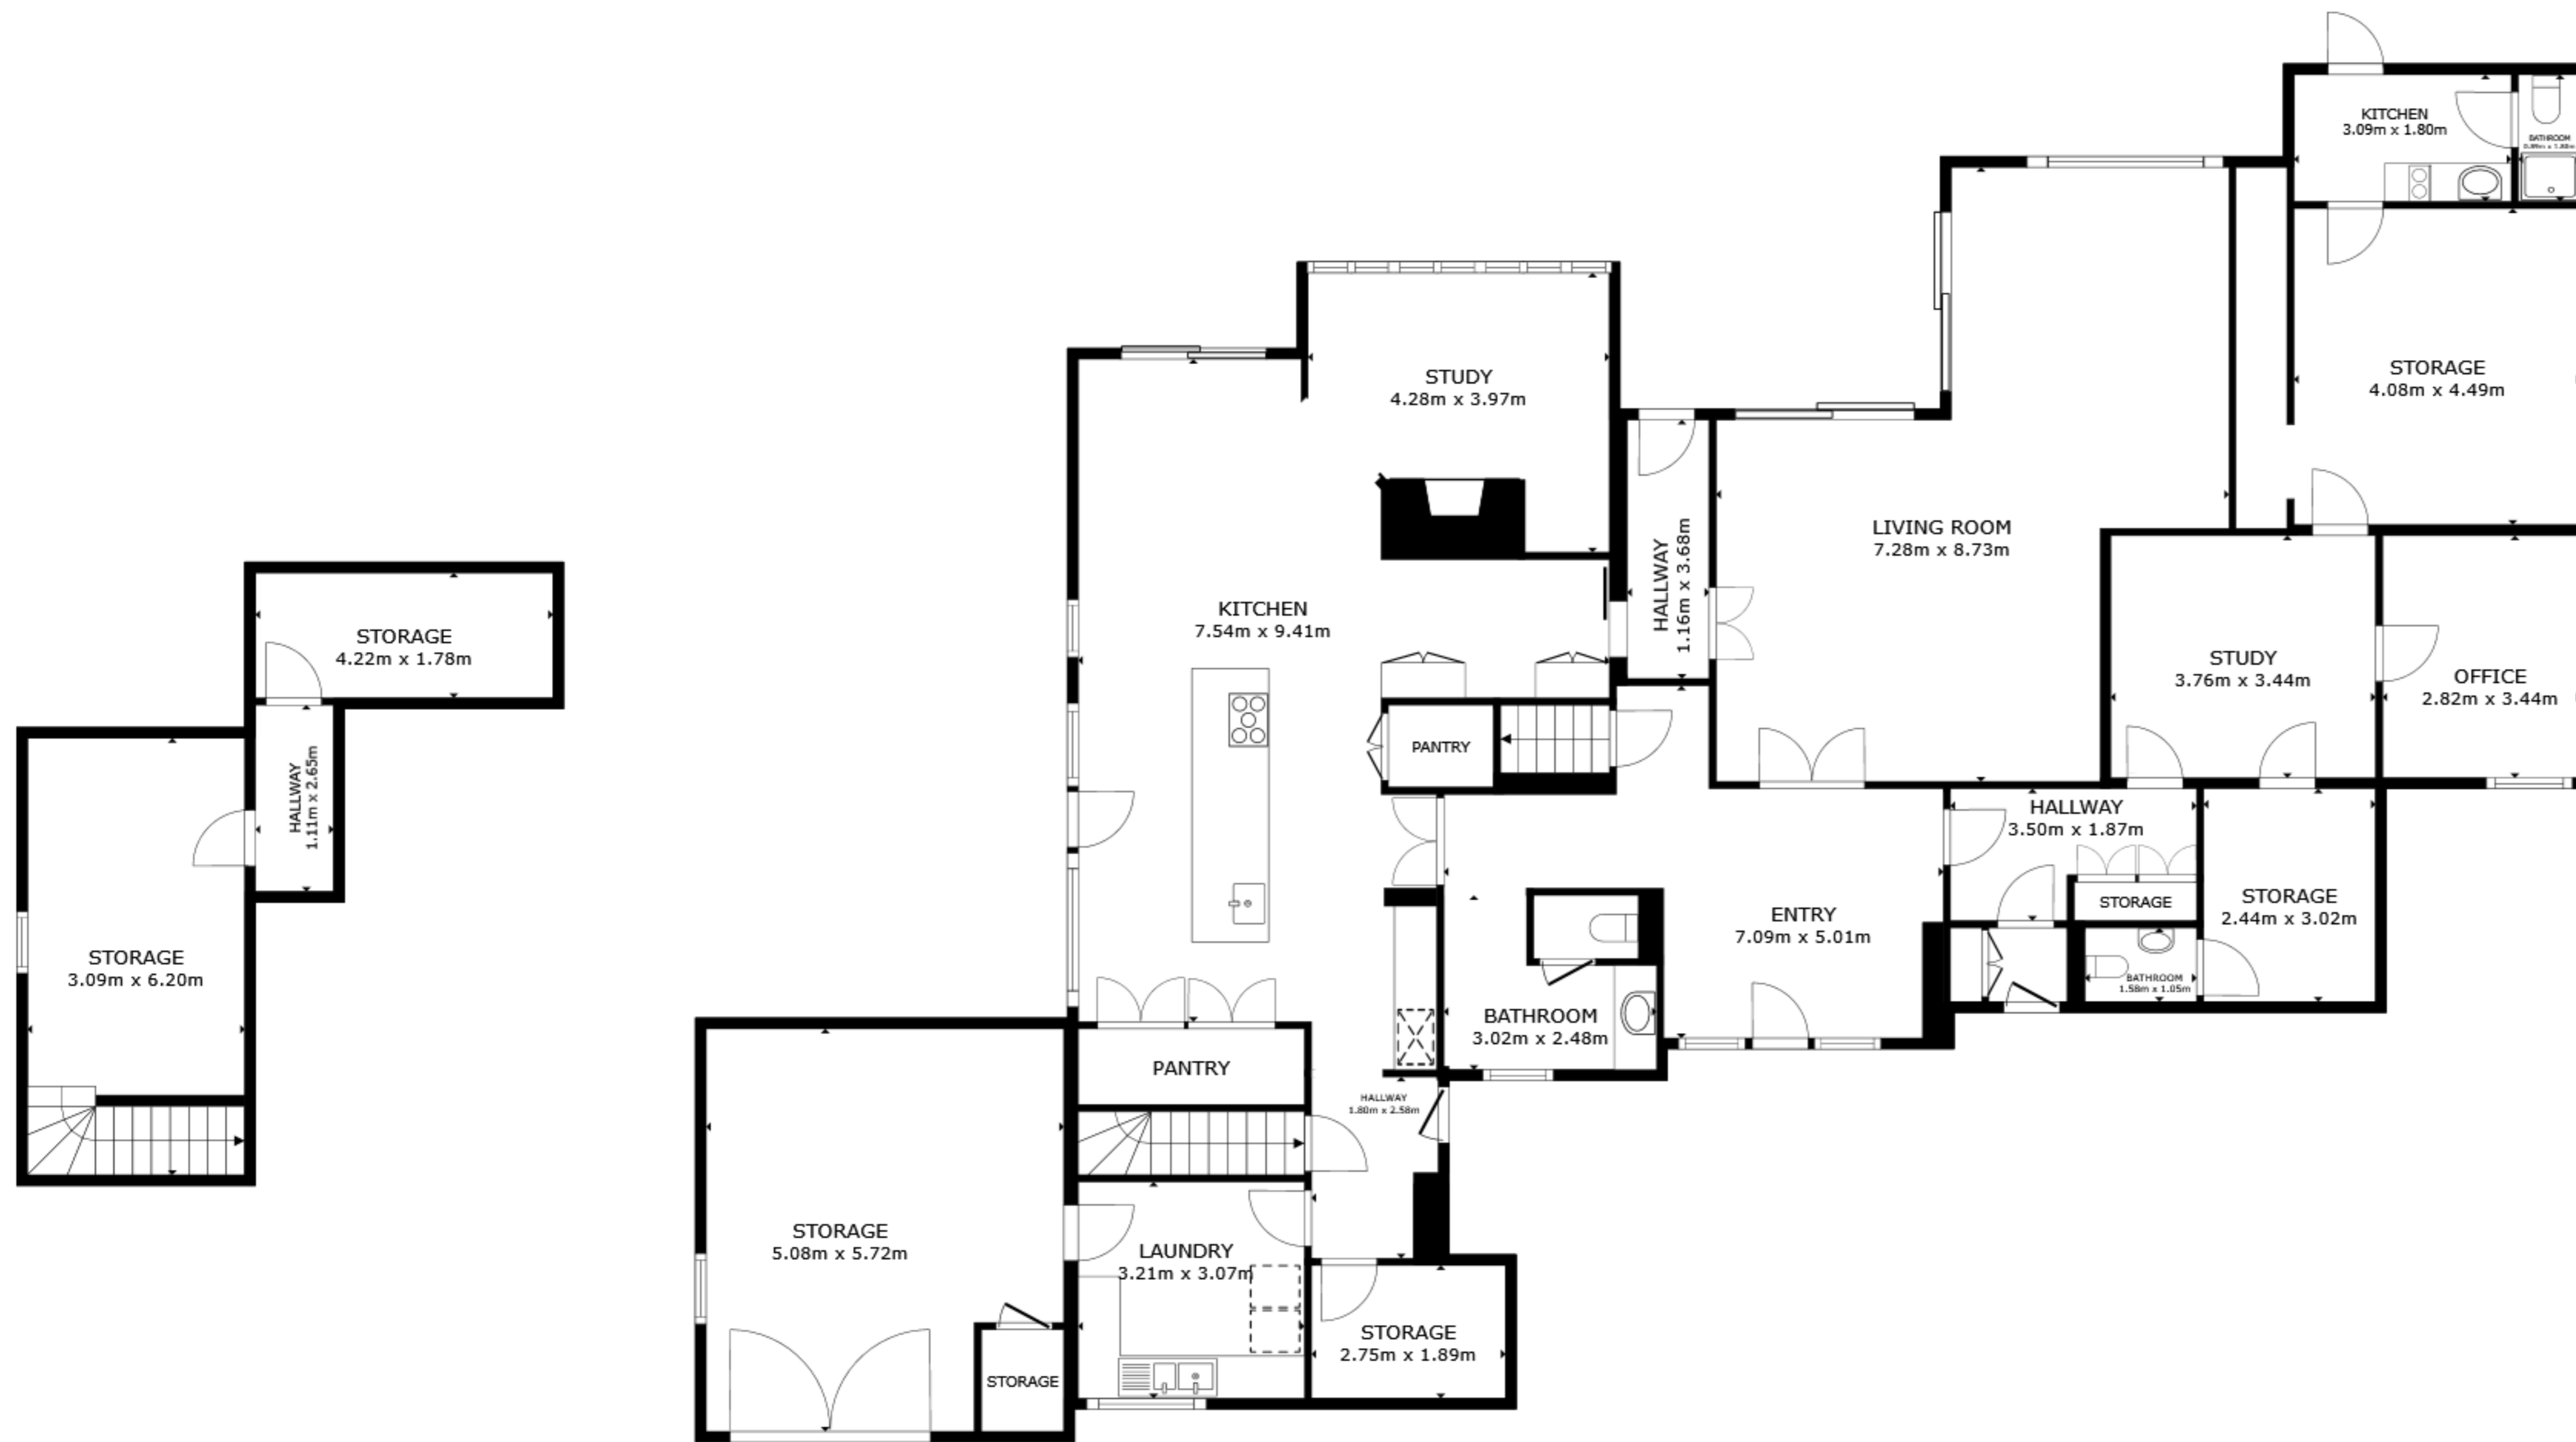 KITCHEN
3.09m x 1.80m
BATHROOM
STUDY
4.28m x 3.97m
STORAGE
4.08m x 4.49m
LIVING ROOM
7.28m x 8.73m
HALLWAY
1.16m x 3.68m
KITCHEN
7.54m x 9.41m
STORAGE
4.22m x 1.78m
STUDY
3.76m x 3.44m
OFFICE
2.82m x 3.44m
PANTRY
HALLWAY
1.11m x 2.65m
HALLWAY
3.50m x 1.87m
STORAGE
STORAGE
2.44m x 3.02m
ENTRY
7.09m x 5.01m
STORAGE
3.09m x 6.20m
BATHROOM
1.58m x 1.05m
BATHROOM
3.02m x 2.48m
PANTRY
HALLWAY
1.80m x 2.58m
STORAGE
5.08m x 5.72m
LAUNDRY
3.21m x 3.07m
STORAGE
2.75m x 1.89m
STORAGE